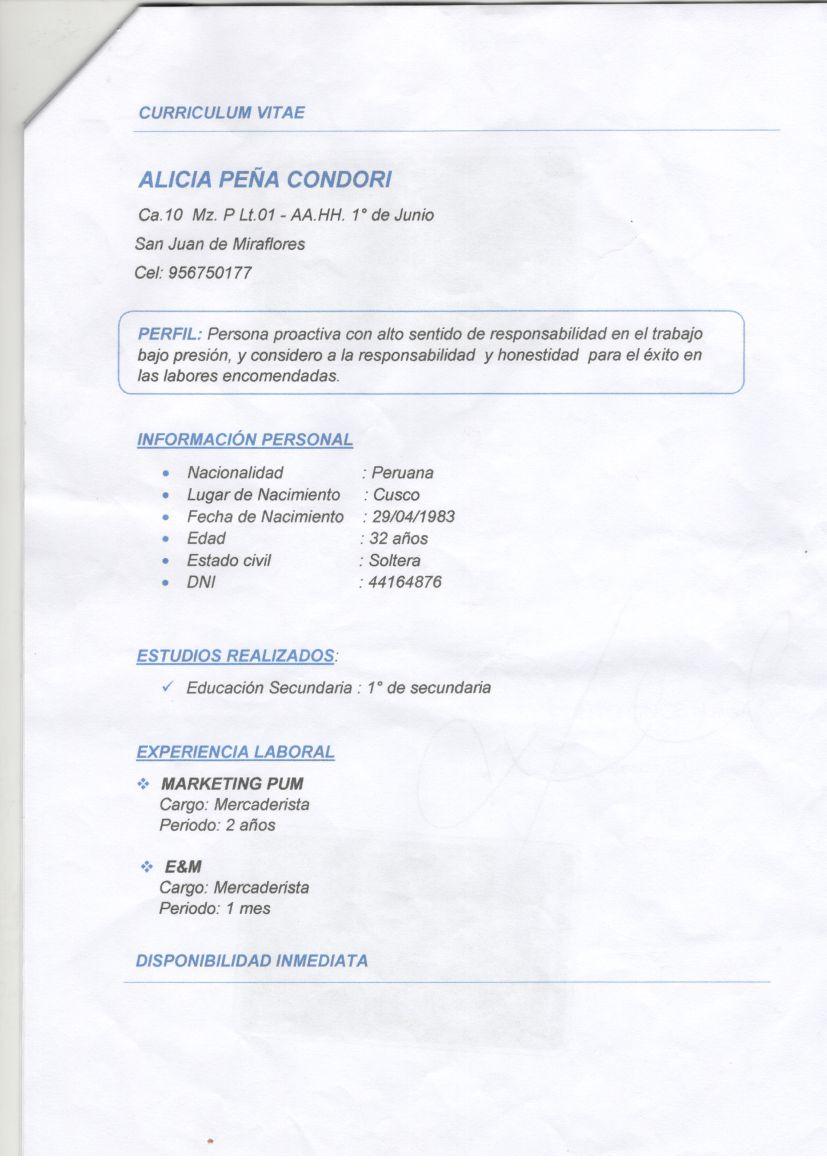 CURRICULUM VITAE
ALICIA PEÑA CONDORI
Ca.10 Mz. P Lt.01 - AA.HH. 1° de Junio
San Juan de Miraflores
Cel: 956750177
PERFIL: Persona proactiva con alto sentido de responsabilidad en el trabajo
bajo presión, y considero a la responsabilidad y honestidad para el éxito en
las labores encomendadas.
INFORMACIÓN PERSONAL
• Nacionalidad : Peruana
• Lugar de Nacimiento : Cusco
• Fecha de Nacimiento : 29/04/1983
• Edad : 32 años
• Estado civil : Soltera
• DNI : 44164876
ESTUDIOS REALIZADOS:
✓ Educación Secundaria : 1° de secundaria
EXPERIENCIA LABORAL
❖ MARKETING PUM
Cargo: Mercaderista
Periodo: 2 años
❖ E&M
Cargo: Mercaderista
Periodo: 1 mes
DISPONIBILIDAD INMEDIATA